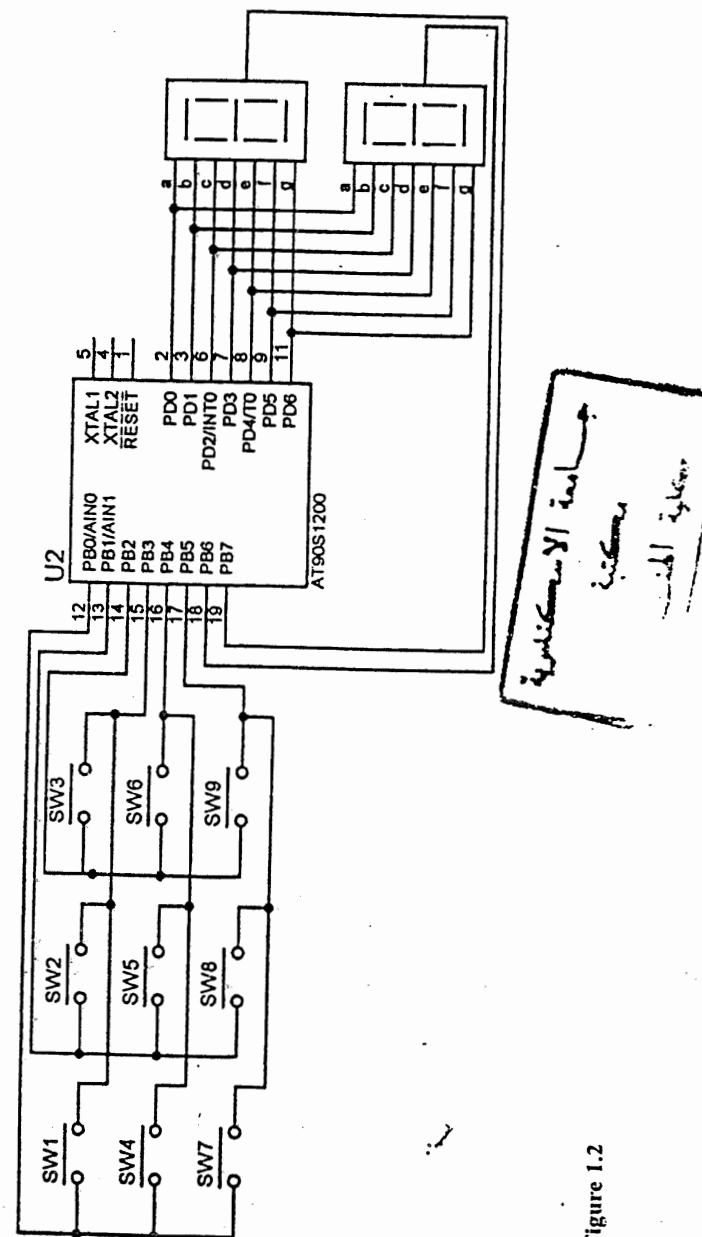 SW1
SW2
SW3
SW4
SW5
SW6
SW7
SW8
SW9
U2
12 PB0/AIN0
13 PB1/AIN1
14 PB2
15 PB3
16 PB4
17 PB5
18 PB6
19 PB7
XTAL1 5
XTAL2 4
RESET 1
PD0 2
PD1 3
PD2/INT0 6
PD3 7
PD4/T0 8
PD5 9
PD6 11
AT90S1200
a
b
c
d
e
f
g
a
b
c
d
e
f
g
جامعة الاسكندرية
مكتبة
كلية
igure 1.2